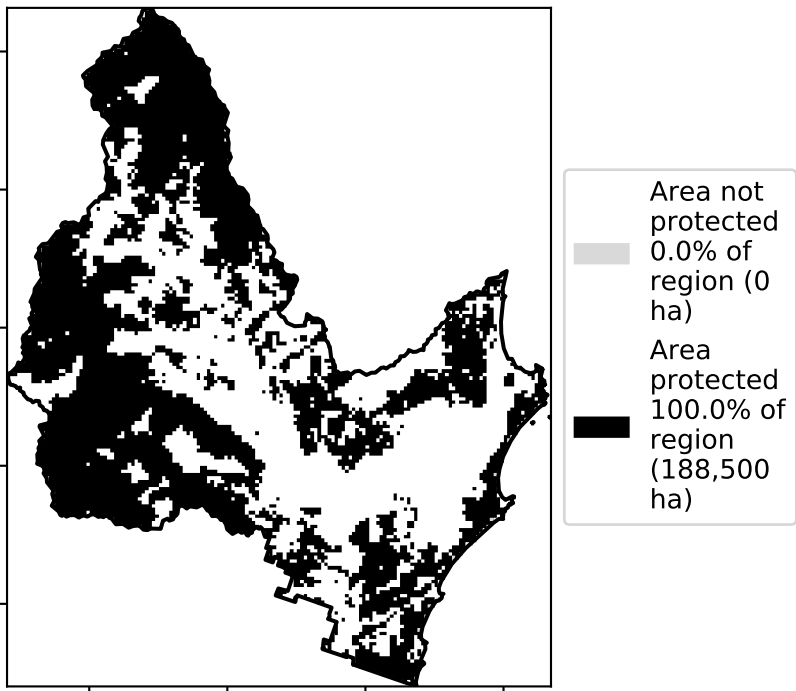 Area not
protected
0.0% of
region (0
ha)
Area
protected
100.0% of
region
(188,500
ha)